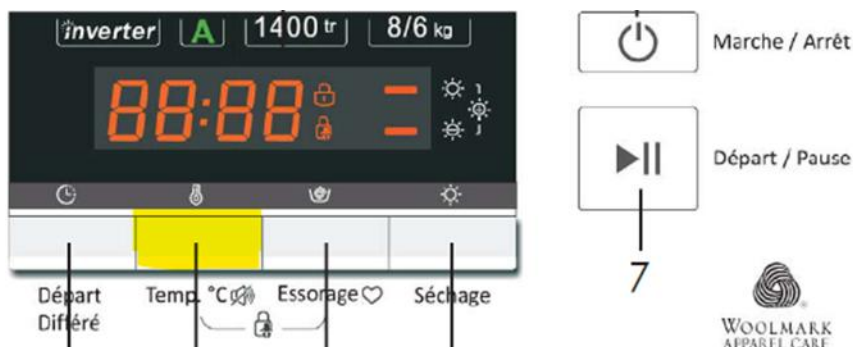 inverter A 1400 tr 8/6 kg
88:88
Marche / Arrêt
Départ / Pause
7
Départ Différé
Temp. °C
Essorage
Séchage
WOOLMARK
APPAREL CARE